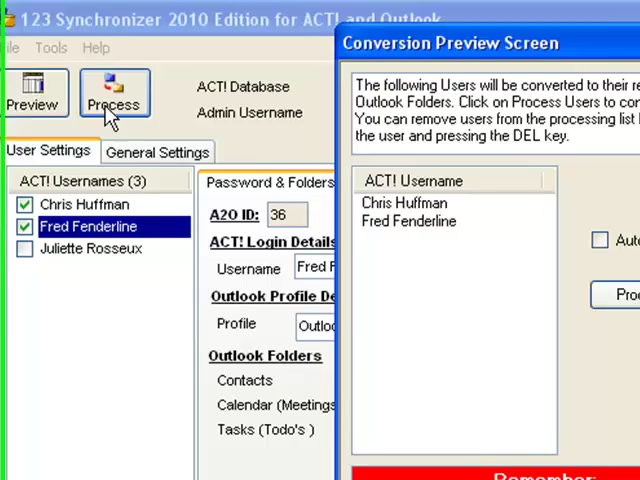 123 Synchronizer 2010 Edition for ACT! and Outlook
Tools Help
Preview
Process
ACT! Database
Admin Username
User Settings
General Settings
ACT! Usernames (3)
Chris Huffman
Fred Fenderline
Juliette Rosseux
Password & Folders
A2O ID: 36
ACT! Login Details
Username Fred F
Outlook Profile De
Profile Outloo
Outlook Folders
Contacts
Calendar (Meetings
Tasks (Todo's )
Conversion Preview Screen
The following Users will be converted to their re
Outlook Folders. Click on Process Users to con
You can remove users from the processing list
the user and pressing the DEL key.
ACT! Username
Chris Huffman
Fred Fenderline
Auto
Proc
Remember: